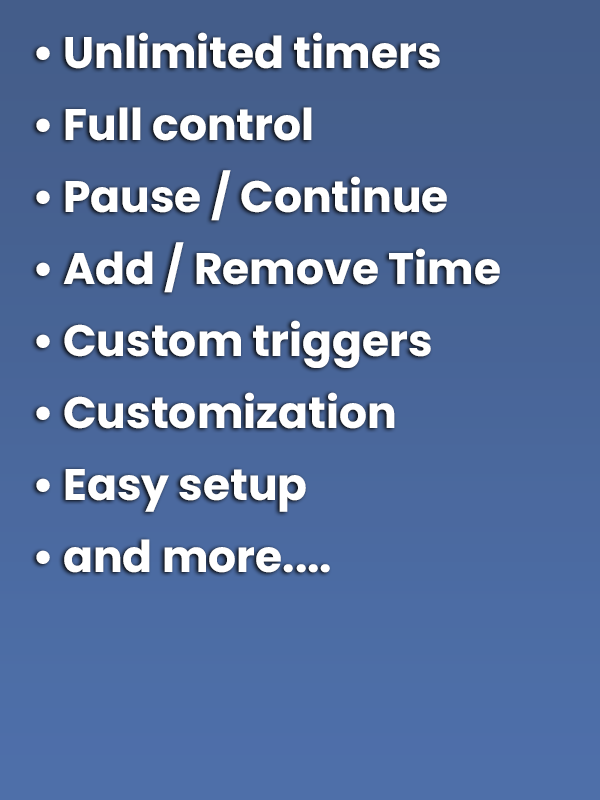 • Unlimited timers
• Full control
• Pause / Continue
• Add / Remove Time
• Custom triggers
• Customization
• Easy setup
• and more....